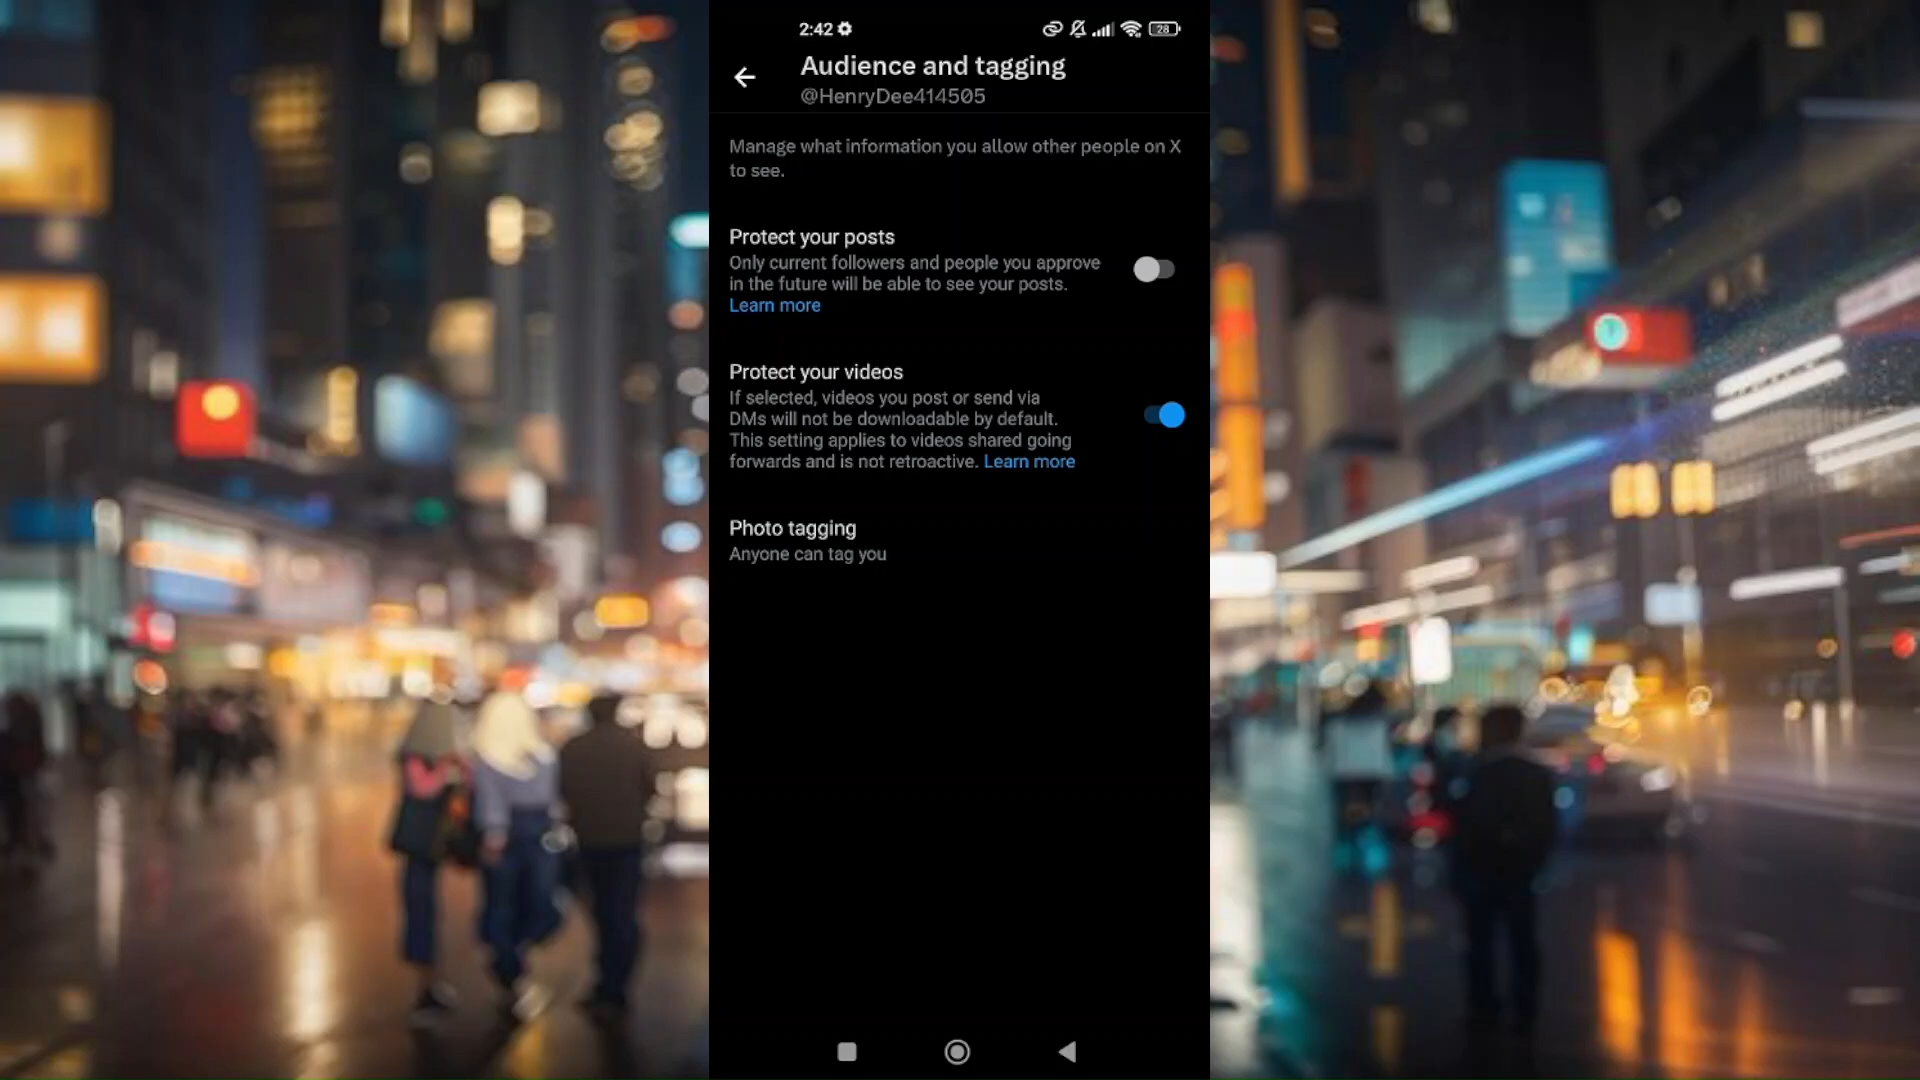 2:42
28
Audience and tagging
@HenryDee414505
Manage what information you allow other people on X
to see.
Protect your posts
Only current followers and people you approve
in the future will be able to see your posts.
Learn more
Protect your videos
If selected, videos you post or send via
DMs will not be downloadable by default.
This setting applies to videos shared going
forwards and is not retroactive. Learn more
Photo tagging
Anyone can tag you